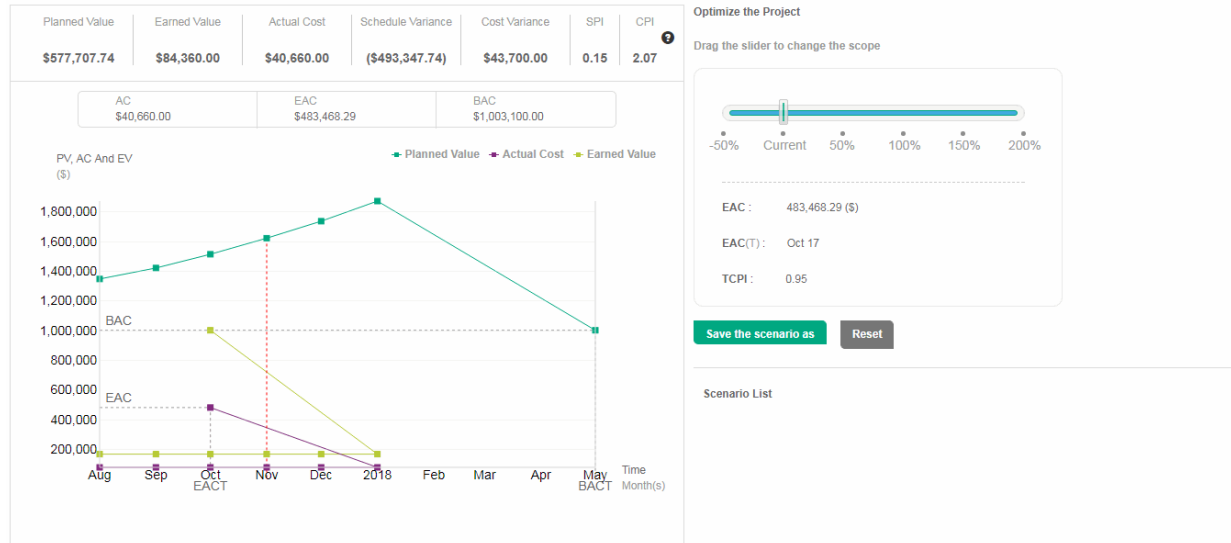 Planned Value Earned Value Actual Cost Schedule Variance Cost Variance SPI CPI
$577,707.74 $84,360.00 $40,660.00 ($493,347.74) $43,700.00 0.15 2.07
AC EAC BAC
$40,660.00 $483,468.29 $1,003,100.00
PV, AC And EV
($)
Planned Value Actual Cost Earned Value
1,800,000
1,600,000
1,400,000
1,200,000
BAC
1,000,000
800,000
600,000
EAC
400,000
200,000
Aug Sep Oct Nov Dec 2018 Feb Mar Apr May Time
EACT BACT Month(s)
Optimize the Project
Drag the slider to change the scope
-50% Current 50% 100% 150% 200%
EAC : 483,468.29 ($)
EAC(T) : Oct 17
TCPI : 0.95
Save the scenario as Reset
Scenario List